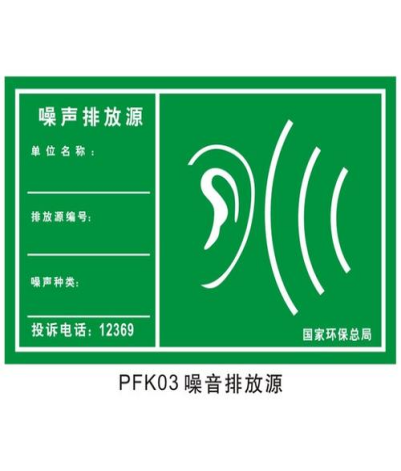 噪声排放源
单位名称：
排放源编号：
噪声种类：
投诉电话：12369
国家环保总局
PFK03 噪音排放源